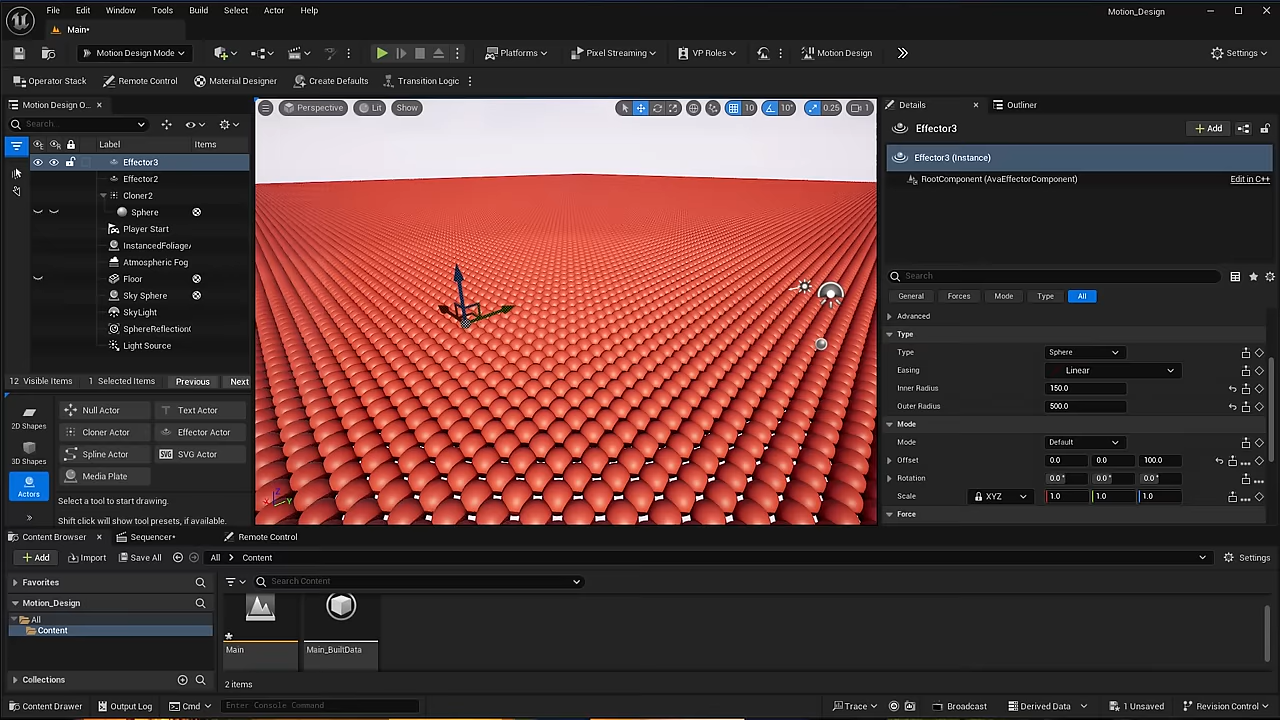 File Edit Window Tools Build Select Actor Help
Motion_Design
Main•
Motion Design Mode
Platforms
Pixel Streaming
VP Roles
Motion Design
Settings
Operator Stack
Remote Control
Material Designer
Create Defaults
Transition Logic
Motion Design O...
Search...
Label Items
Effector3
Effector2
Cloner2
Sphere
Player Start
InstancedFoliage
Atmospheric Fog
Floor
Sky Sphere
SkyLight
SphereReflection
Light Source
12 Visible Items
1 Selected Items
Previous
Next
2D Shapes
3D Shapes
Actors
Null Actor
Text Actor
Cloner Actor
Effector Actor
Spline Actor
SVG SVG Actor
Media Plate
Select a tool to start drawing.
Shift click will show tool presets, if available.
Perspective
Lit
Show
10
10°
0.25
1
Z
Y
Details
Outliner
Effector3
Add
Effector3 (Instance)
RootComponent (AvaEffectorComponent)
Edit in C++
Search
General
Forces
Mode
Type
All
Advanced
Type
Type Sphere
Easing Linear
Inner Radius 150.0
Outer Radius 500.0
Mode
Mode Default
Offset 0.0 0.0 100.0
Rotation 0.0° 0.0° 0.0°
Scale XYZ 1.0 1.0 1.0
Force
Content Browser
Sequencer•
Remote Control
Add
Import
Save All
All
Content
Settings
Favorites
Motion_Design
All
Content
Collections
Search Content
Main
Main_BuiltData
2 items
Content Drawer
Output Log
Cmd
Enter Console Command
Trace
Broadcast
Derived Data
1 Unsaved
Revision Control